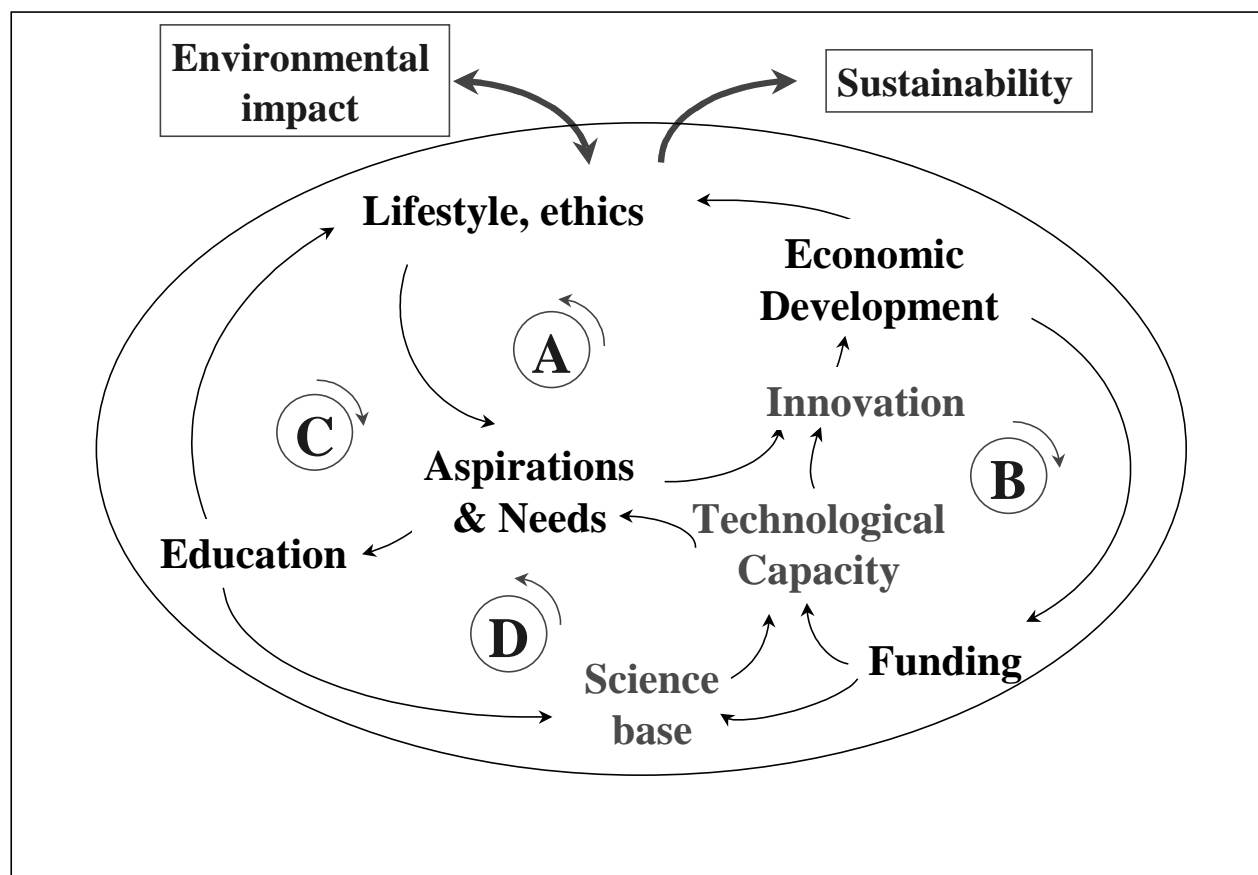 Environmental
impact
Sustainability
Lifestyle, ethics
Economic
Development
A
Innovation
C
Aspirations
& Needs
B
Technological
Capacity
Education
D
Funding
Science
base